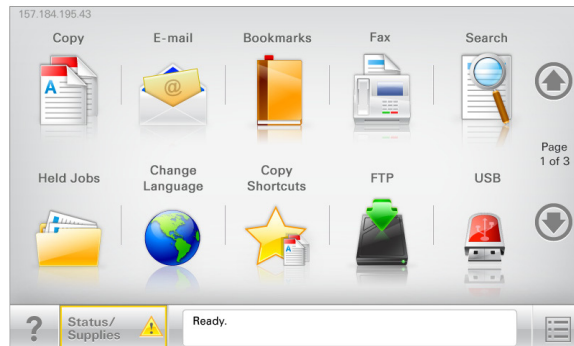 157.184.195.43
Copy
E-mail
Bookmarks
Fax
Search
A
@
A
Page
1 of 3
Held Jobs
Change
Language
Copy
Shortcuts
FTP
USB
A
?
Status/
Supplies
!
Ready.